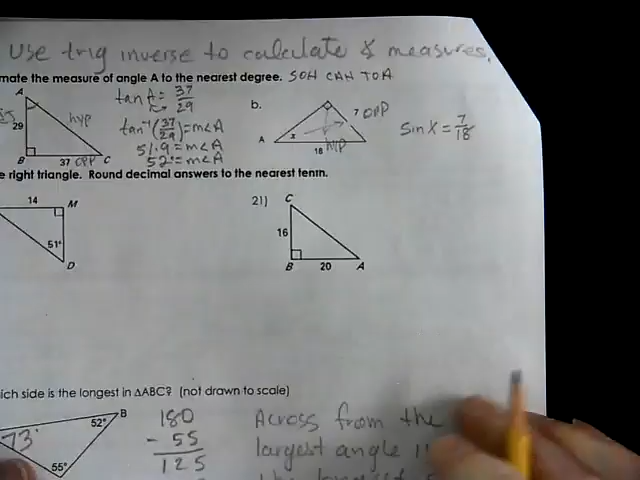 Use trig inverse to calculate ∡ measures.
mate the measure of angle A to the nearest degree. SOH CAH TOA
A
29
hyp
B
37 OPP
C
tan A = 37/29
tan⁻¹(37/29) = m∠A
51.9 = m∠A
52° = m∠A
b.
A
x
7 OPP
18 hyp
sin X = 7/18
e right triangle. Round decimal answers to the nearest tenth.
14
M
51°
D
21)
C
16
B
20
A
ich side is the longest in ΔABC? (not drawn to scale)
B
52°
73°
55°
180
- 55
125
Across from the
largest angle